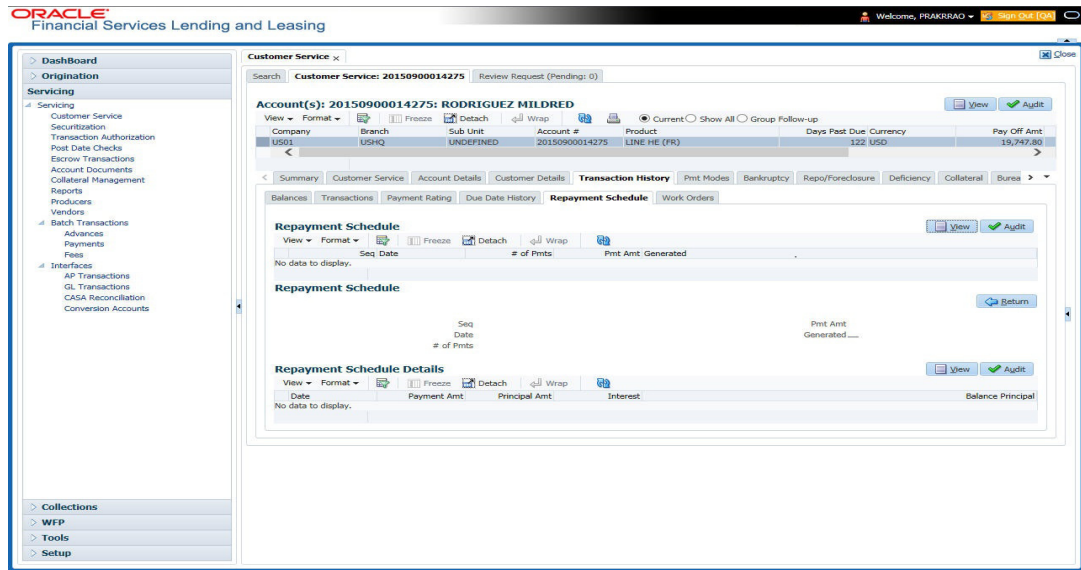 ORACLE
Financial Services Lending and Leasing
Welcome, PRAKRRAO Sign Out [QA]
Close
DashBoard
Origination
Servicing
Servicing
Customer Service
Securitization
Transaction Authorization
Post Date Checks
Escrow Transactions
Account Documents
Collateral Management
Reports
Producers
Vendors
Batch Transactions
Advances
Payments
Fees
Interfaces
AP Transactions
GL Transactions
CASA Reconciliation
Conversion Accounts
Collections
WFP
Tools
Setup
Customer Service
Search Customer Service: 20150900014275 Review Request (Pending: 0)
Account(s): 20150900014275: RODRIGUEZ MILDRED View Audit
View Format Freeze Detach Wrap Current Show All Group Follow-up
Company Branch Sub Unit Account # Product Days Past Due Currency Pay Off Amt
US01 USHQ UNDEFINED 20150900014275 LINE HE (FR) 122 USD 19,747.80
Summary Customer Service Account Details Customer Details Transaction History Pmt Modes Bankruptcy Repo/Foreclosure Deficiency Collateral Burea
Balances Transactions Payment Rating Due Date History Repayment Schedule Work Orders
Repayment Schedule View Audit
View Format Freeze Detach Wrap
Seq Date # of Pmts Pmt Amt Generated
No data to display.
Repayment Schedule
Return
Seq Pmt Amt
Date Generated
# of Pmts
Repayment Schedule Details View Audit
View Format Freeze Detach Wrap
Date Payment Amt Principal Amt Interest Balance Principal
No data to display.